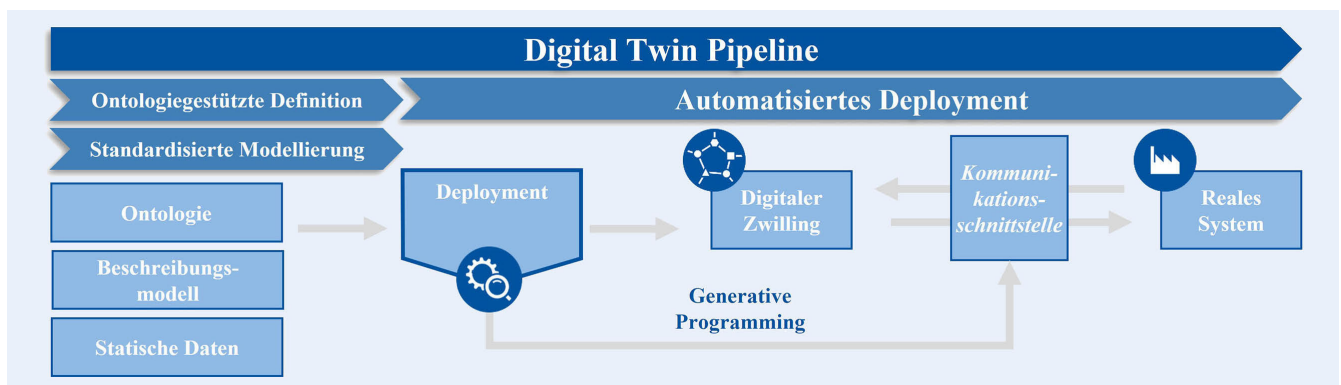 Digital Twin Pipeline
Ontologiegestützte Definition
Automatisiertes Deployment
Standardisierte Modellierung
Ontologie
Beschreibungs-
modell
Statische Daten
Deployment
Digitaler
Zwilling
Kommuni-
kations-
schnittstelle
Reales
System
Generative
Programming